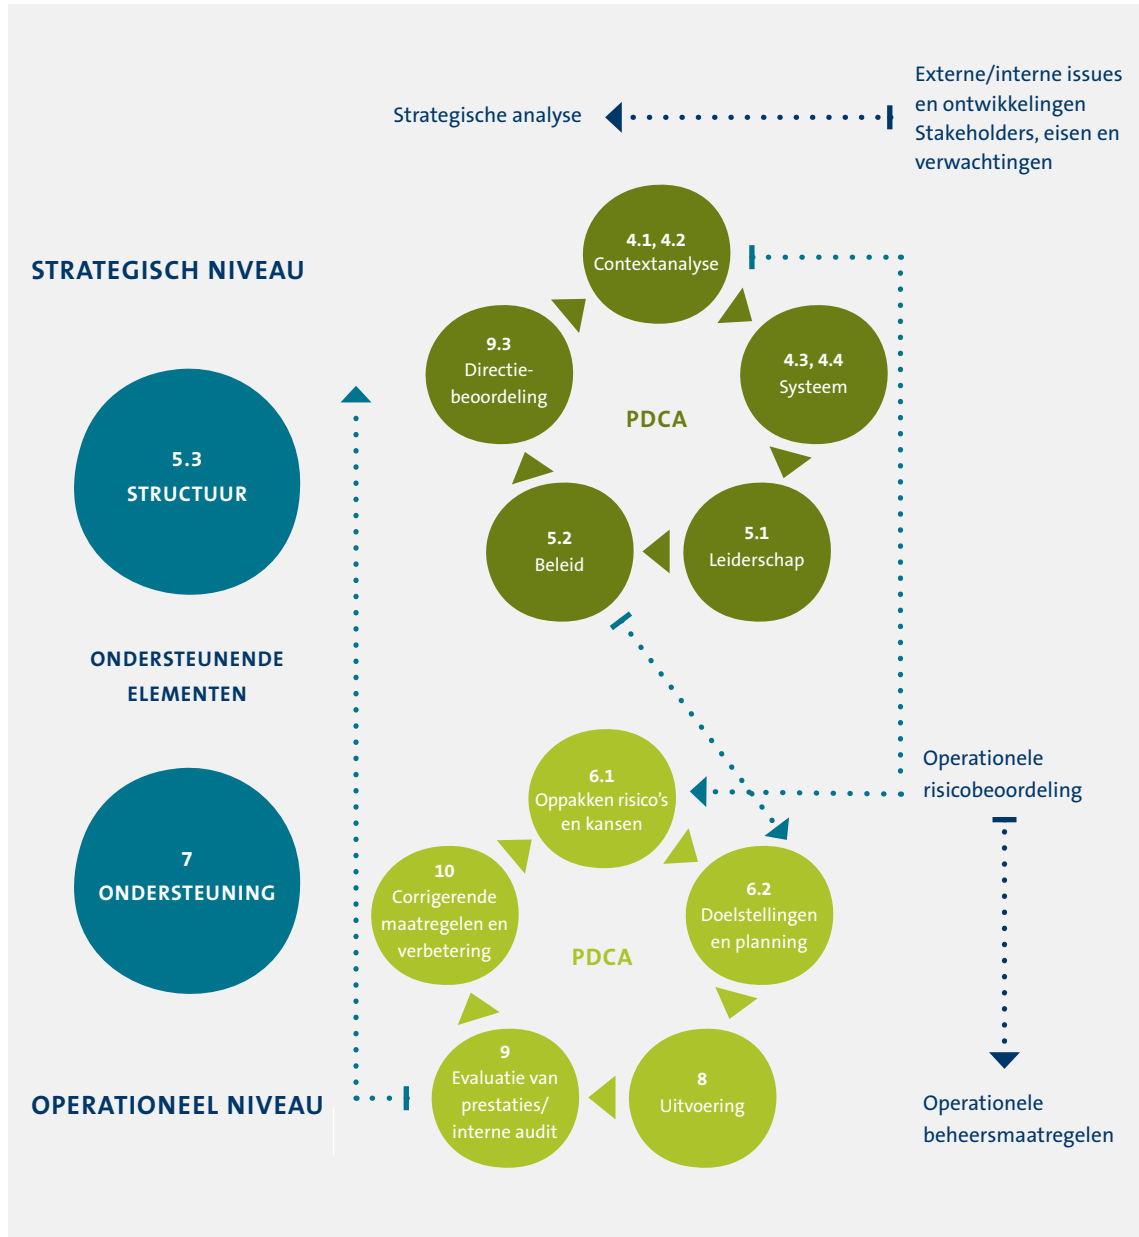 Externe/interne issues
en ontwikkelingen
Stakeholders, eisen en
verwachtingen
Strategische analyse
STRATEGISCH NIVEAU
4.1, 4.2
Contextanalyse
9.3
Directie-
beoordeling
4.3, 4.4
Systeem
PDCA
5.3
STRUCTUUR
5.2
Beleid
5.1
Leiderschap
ONDERSTEUNENDE
ELEMENTEN
6.1
Oppakken risico's
en kansen
Operationele
risicobeoordeling
7
ONDERSTEUNING
10
Corrigerende
maatregelen en
verbetering
6.2
Doelstellingen
en planning
PDCA
OPERATIONEEL NIVEAU
9
Evaluatie van
prestaties/
interne audit
8
Uitvoering
Operationele
beheersmaatregelen